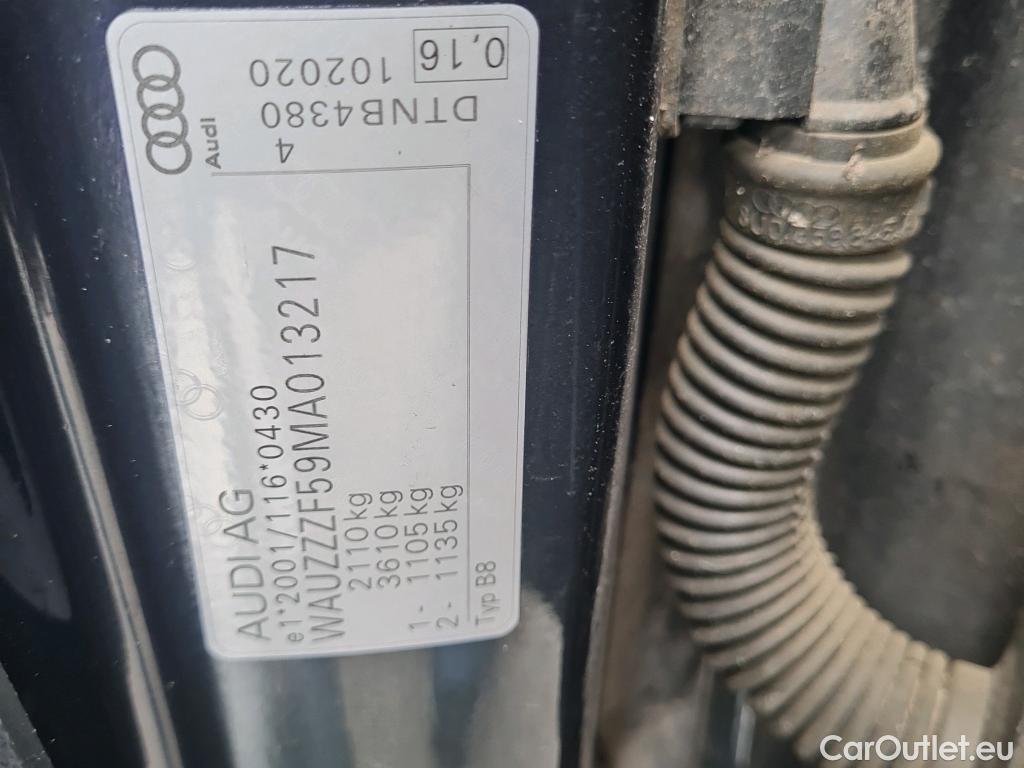 AUDI AG
e1*2001/116*0430
WAUZZZF59MA013217
2110kg
3610kg
1- 1105kg
2- 1135kg
Typ B8
Audi
4
DTNB4380
102020
0,16
CarOutlet.eu